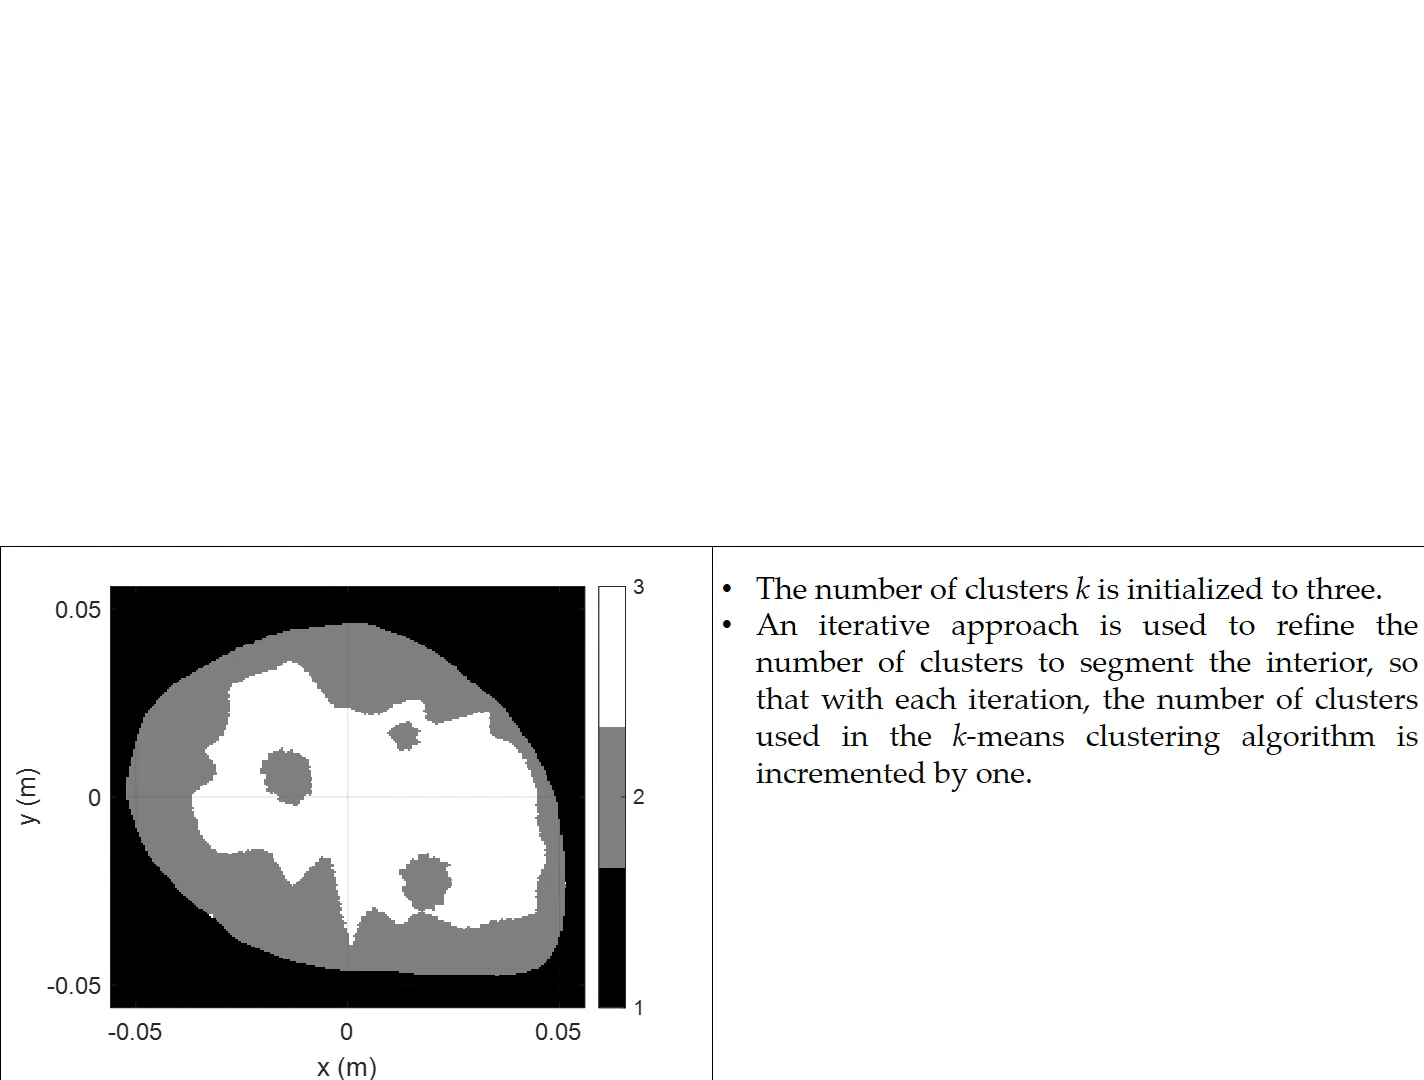 3
0.05
2
0
y (m)
-0.05
1
-0.05 0 0.05
x (m)
• The number of clusters k is initialized to three.
• An iterative approach is used to refine the
number of clusters to segment the interior, so
that with each iteration, the number of clusters
used in the k-means clustering algorithm is
incremented by one.